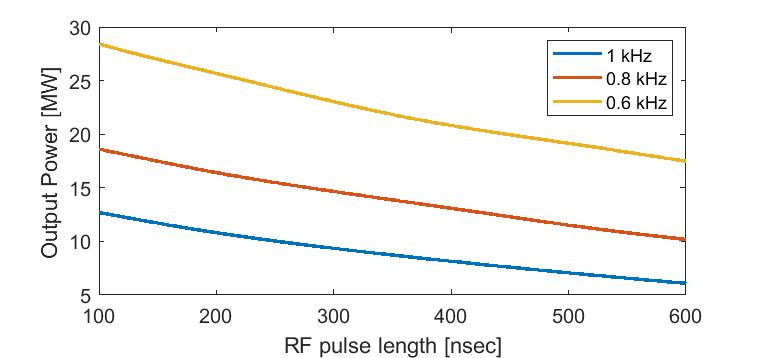 30
25
20
15
10
5
Output Power [MW]
1 kHz
0.8 kHz
0.6 kHz
100 200 300 400 500 600
RF pulse length [nsec]